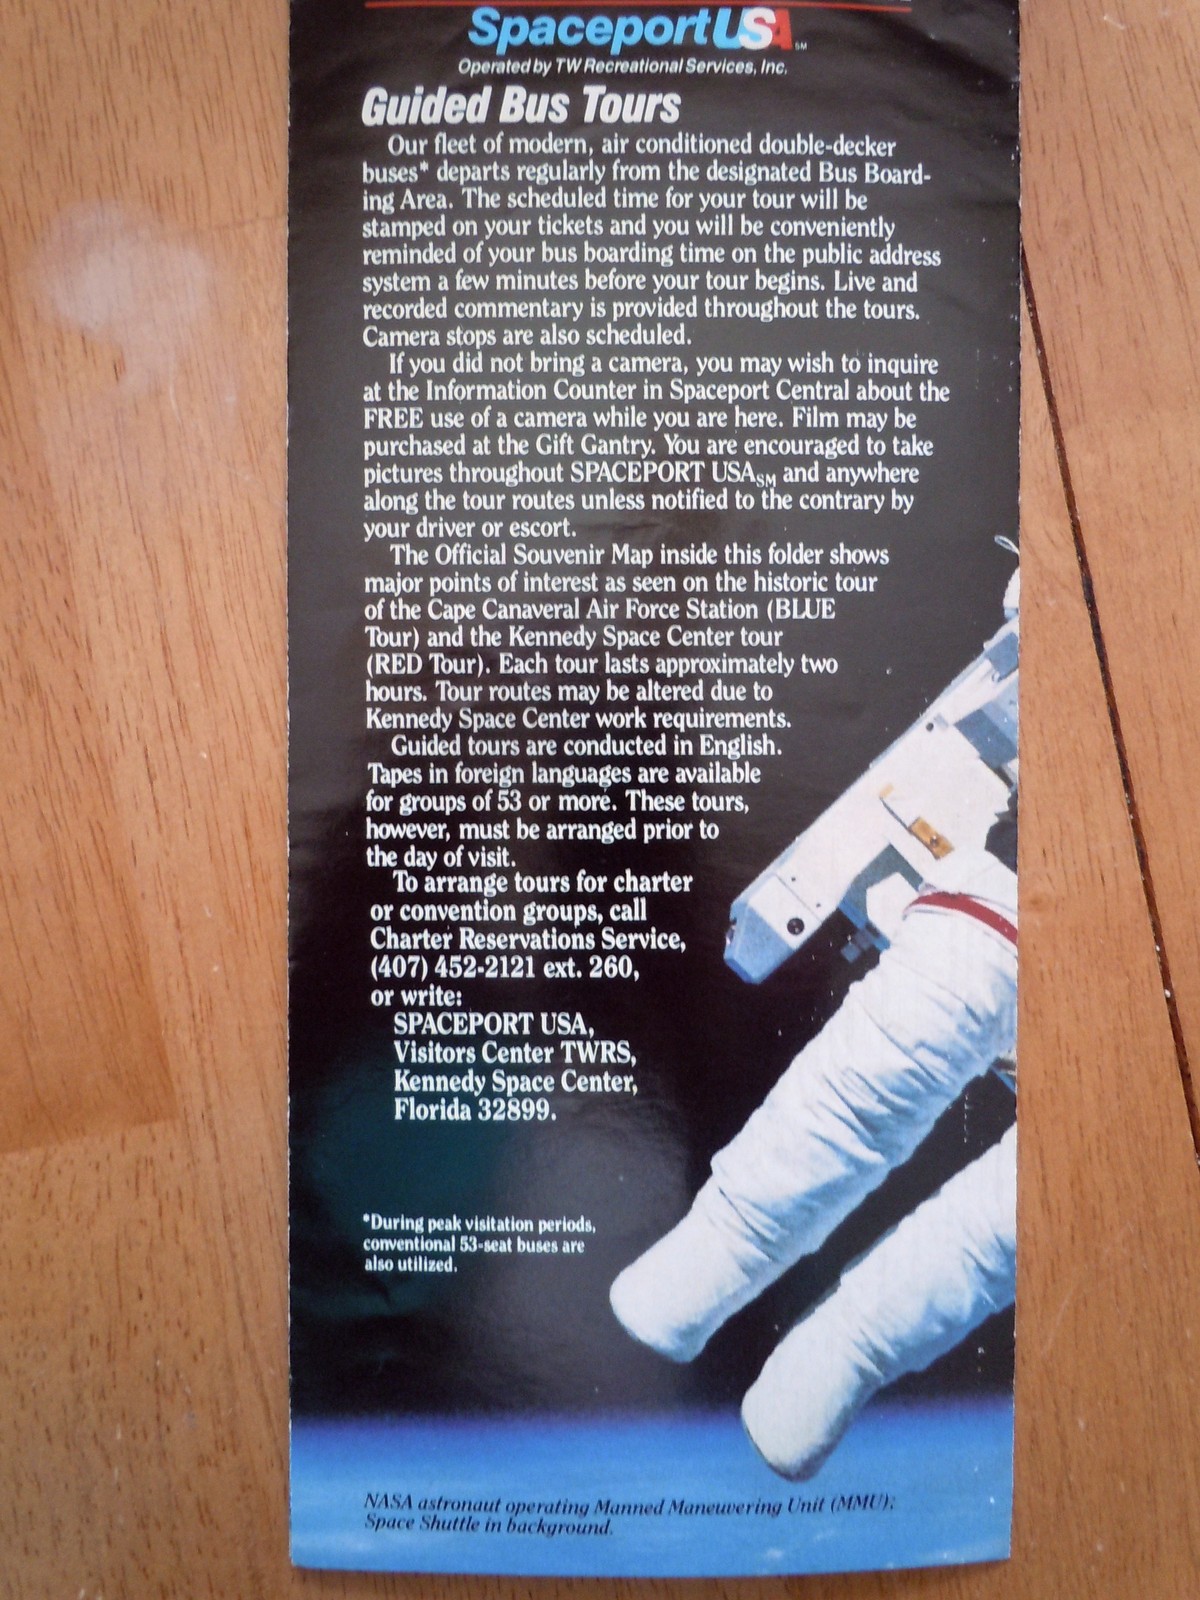 SpaceportUSA SM
Operated by TW Recreational Services, Inc.
Guided Bus Tours
Our fleet of modern, air conditioned double-decker
buses* departs regularly from the designated Bus Board-
ing Area. The scheduled time for your tour will be
stamped on your tickets and you will be conveniently
reminded of your bus boarding time on the public address
system a few minutes before your tour begins. Live and
recorded commentary is provided throughout the tours.
Camera stops are also scheduled.
If you did not bring a camera, you may wish to inquire
at the Information Counter in Spaceport Central about the
FREE use of a camera while you are here. Film may be
purchased at the Gift Gantry. You are encouraged to take
pictures throughout SPACEPORT USA SM and anywhere
along the tour routes unless notified to the contrary by
your driver or escort.
The Official Souvenir Map inside this folder shows
major points of interest as seen on the historic tour
of the Cape Canaveral Air Force Station (BLUE
Tour) and the Kennedy Space Center tour
(RED Tour). Each tour lasts approximately two
hours. Tour routes may be altered due to
Kennedy Space Center work requirements.
Guided tours are conducted in English.
Tapes in foreign languages are available
for groups of 53 or more. These tours,
however, must be arranged prior to
the day of visit.
To arrange tours for charter
or convention groups, call
Charter Reservations Service,
(407) 452-2121 ext. 260,
or write:
SPACEPORT USA,
Visitors Center TWRS,
Kennedy Space Center,
Florida 32899.
*During peak visitation periods,
conventional 53-seat buses are
also utilized.
NASA astronaut operating Manned Maneuvering Unit (MMU);
Space Shuttle in background.